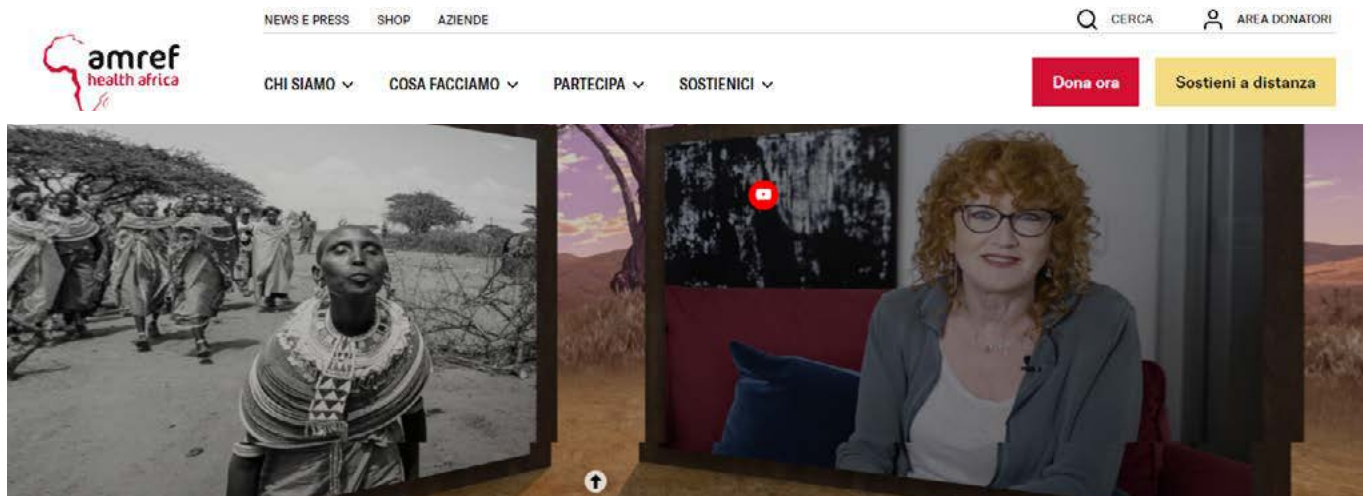 NEWS E PRESS SHOP AZIENDE CERCA AREA DONATORI
amref
health africa
CHI SIAMO COSA FACCIAMO PARTECIPA SOSTIENICI Dona ora Sostieni a distanza